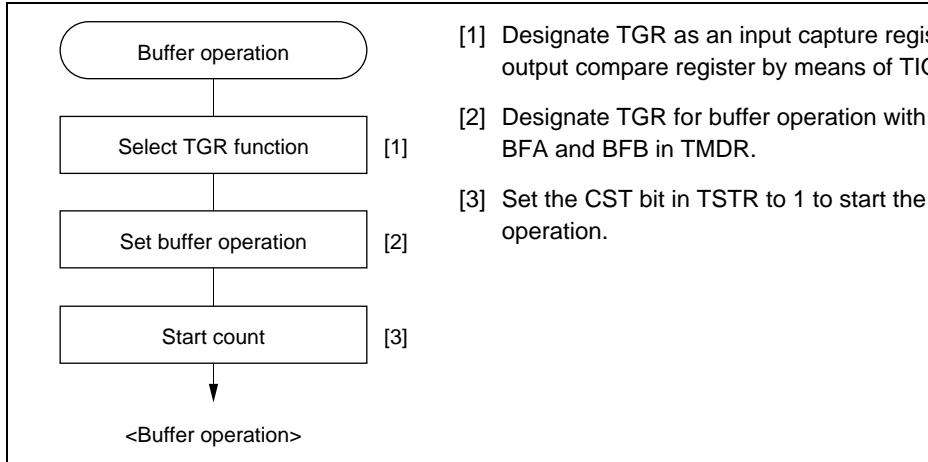 Buffer operation
Select TGR function [1]
Set buffer operation [2]
Start count [3]
<Buffer operation>
[1] Designate TGR as an input capture
output compare register by means of
[2] Designate TGR for buffer operation with
BFA and BFB in TMDR.
[3] Set the CST bit in TSTR to 1 to start the
operation.